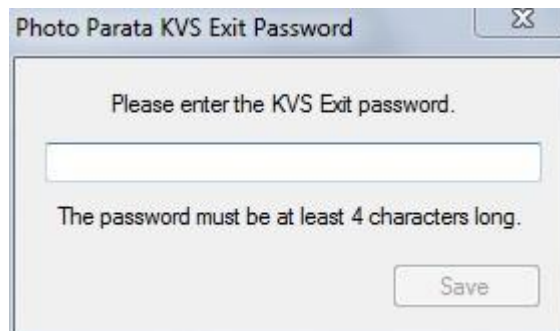 Photo Parata KVS Exit Password
Please enter the KVS Exit password.
The password must be at least 4 characters long.
Save